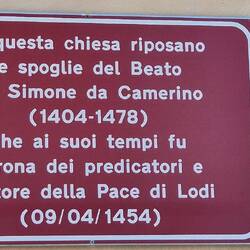 questa chiesa riposano
e spoglie del Beato
Simone da Camerino
(1404-1478)
he ai suoi tempi fu
rona dei predicatori e
tore della Pace di Lodi
(09/04/1454)